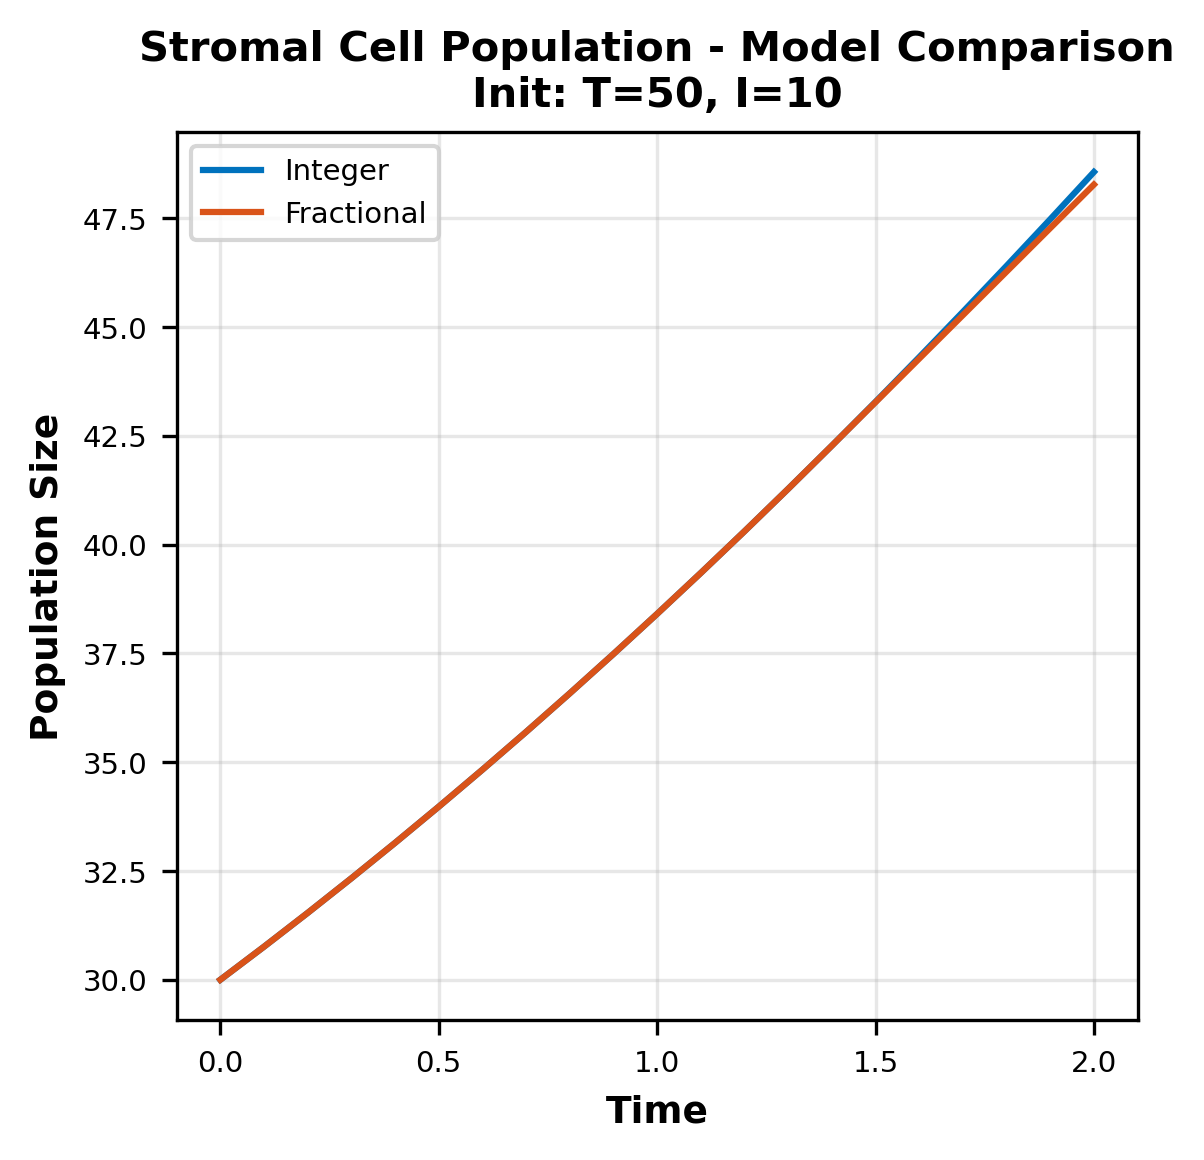 Stromal Cell Population - Model Comparison
Init: T=50, I=10
Integer
Fractional
47.5
45.0
42.5
40.0
37.5
35.0
32.5
30.0
Population Size
0.0 0.5 1.0 1.5 2.0
Time